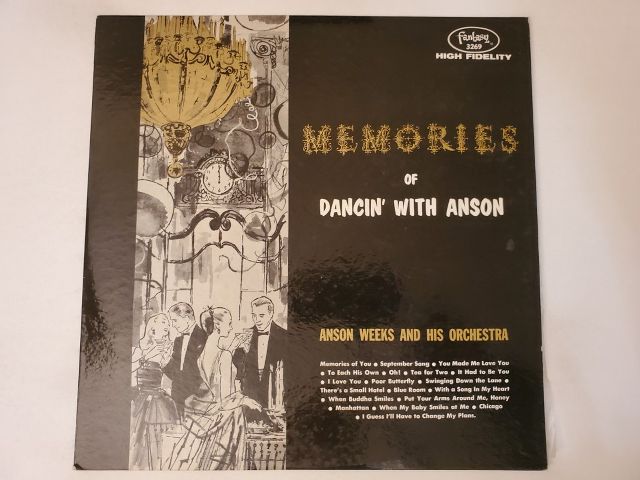 Fantasy
3269
HIGH FIDELITY
MEMORIES
OF
DANCIN' WITH ANSON
ANSON WEEKS AND HIS ORCHESTRA
Memories of You ● September Song ● You Made Me Love You
● To Each His Own ● Oh! ● Tea for Two ● It Had to Be You
● I Love You ● Poor Butterfly ● Swinging Down the Lane ●
There's a Small Hotel ● Blue Room ● With a Song in My Heart
● When Buddha Smiles ● Put Your Arms Around Me, Honey
● Manhattan ● When My Baby Smiles at Me ● Chicago
● I Guess I'll Have to Change My Plans.